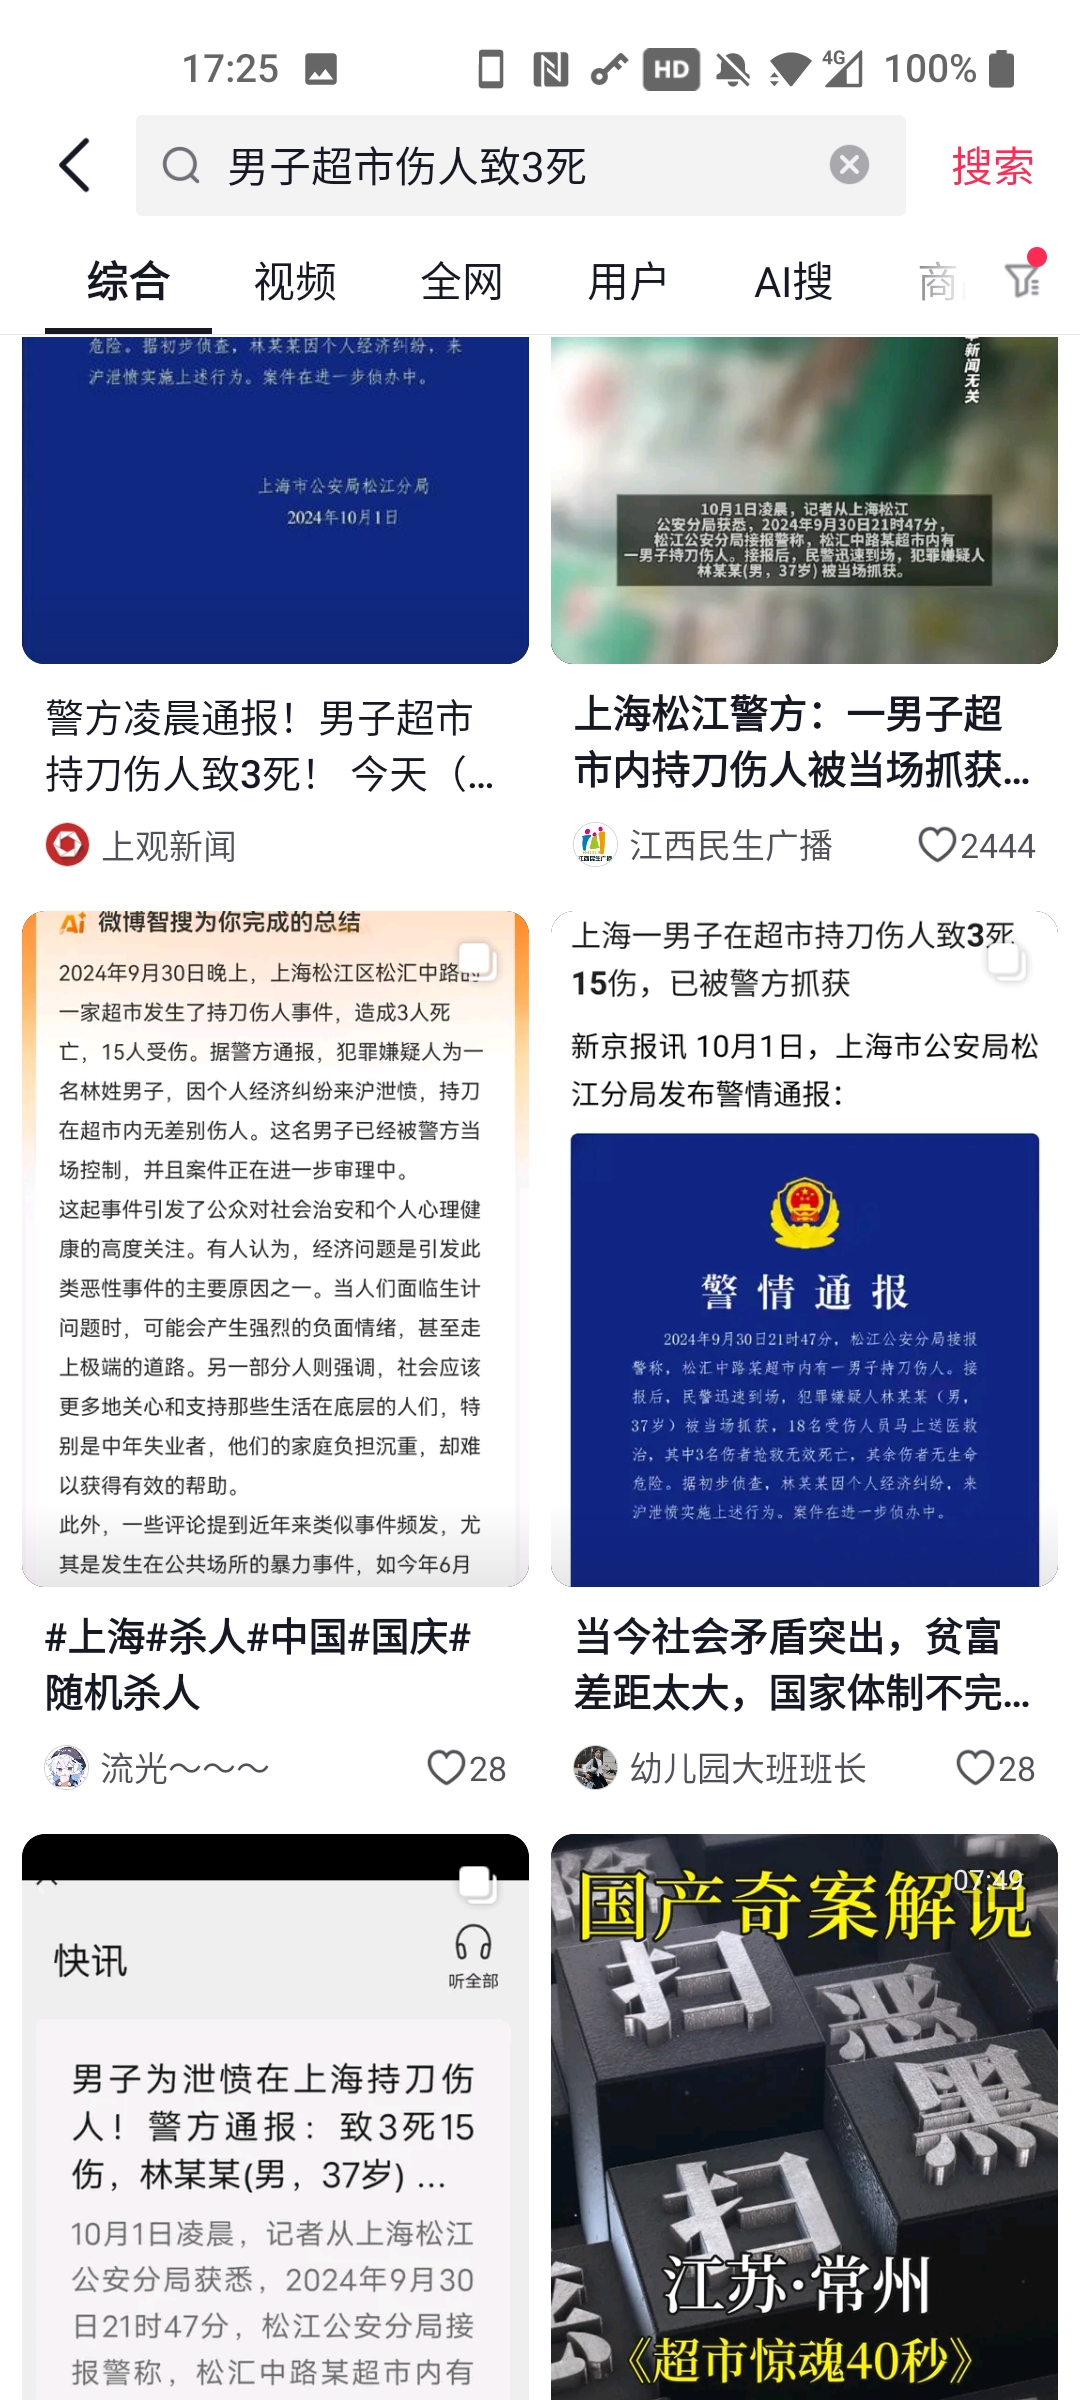 17:25
HD
4G
100%
男子超市伤人致3死
搜索
综合
视频
全网
用户
AI搜
商
危险。据初步侦查，林某某因个人经济纠纷，来
沪泄愤实施上述行为。案件在进一步侦办中。
上海市公安局松江分局
2024年10月1日
警方凌晨通报！男子超市
持刀伤人致3死！ 今天（...
上观新闻
新闻无关
10月1日凌晨，记者从上海松江
公安分局获悉，2024年9月30日21时47分，
松江公安分局接报警称，松汇中路某超市内有
一男子持刀伤人。接报后，民警迅速到场，犯罪嫌疑人
林某某(男，37岁)被当场抓获。
上海松江警方：一男子超
市内持刀伤人被当场抓获...
江西民生广播
2444
Ai 微博智搜为你完成的总结
2024年9月30日晚上，上海松江区松汇中路的
一家超市发生了持刀伤人事件，造成3人死
亡，15人受伤。据警方通报，犯罪嫌疑人为一
名林姓男子，因个人经济纠纷来沪泄愤，持刀
在超市内无差别伤人。这名男子已经被警方当
场控制，并且案件正在进一步审理中。
这起事件引发了公众对社会治安和个人心理健
康的高度关注。有人认为，经济问题是引发此
类恶性事件的主要原因之一。当人们面临生计
问题时，可能会产生强烈的负面情绪，甚至走
上极端的道路。另一部分人则强调，社会应该
更多地关心和支持那些生活在底层的人们，特
别是中年失业者，他们的家庭负担沉重，却难
以获得有效的帮助。
此外，一些评论提到近年来类似事件频发，尤
其是发生在公共场所的暴力事件，如今年6月
#上海#杀人#中国#国庆#
随机杀人
流光～～～
28
上海一男子在超市持刀伤人致3死
15伤，已被警方抓获
新京报讯 10月1日，上海市公安局松
江分局发布警情通报：
警情通报
2024年9月30日21时47分，松江公安分局接报
警称，松汇中路某超市内有一男子持刀伤人。接
报后，民警迅速到场，犯罪嫌疑人林某某（男，
37岁）被当场抓获，18名受伤人员马上送医救
治，其中3名伤者抢救无效死亡，其余伤者无生命
危险。据初步侦查，林某某因个人经济纠纷，来
沪泄愤实施上述行为。案件在进一步侦办中。
当今社会矛盾突出，贫富
差距太大，国家体制不完...
幼儿园大班班长
28
快讯
听全部
男子为泄愤在上海持刀伤
人！警方通报：致3死15
伤，林某某(男，37岁) ...
10月1日凌晨，记者从上海松江
公安分局获悉，2024年9月30
日21时47分，松江公安分局接
报警称，松汇中路某超市内有
07:49
国产奇案解说
扫
恶
黑
扫
江苏·常州
《超市惊魂40秒》